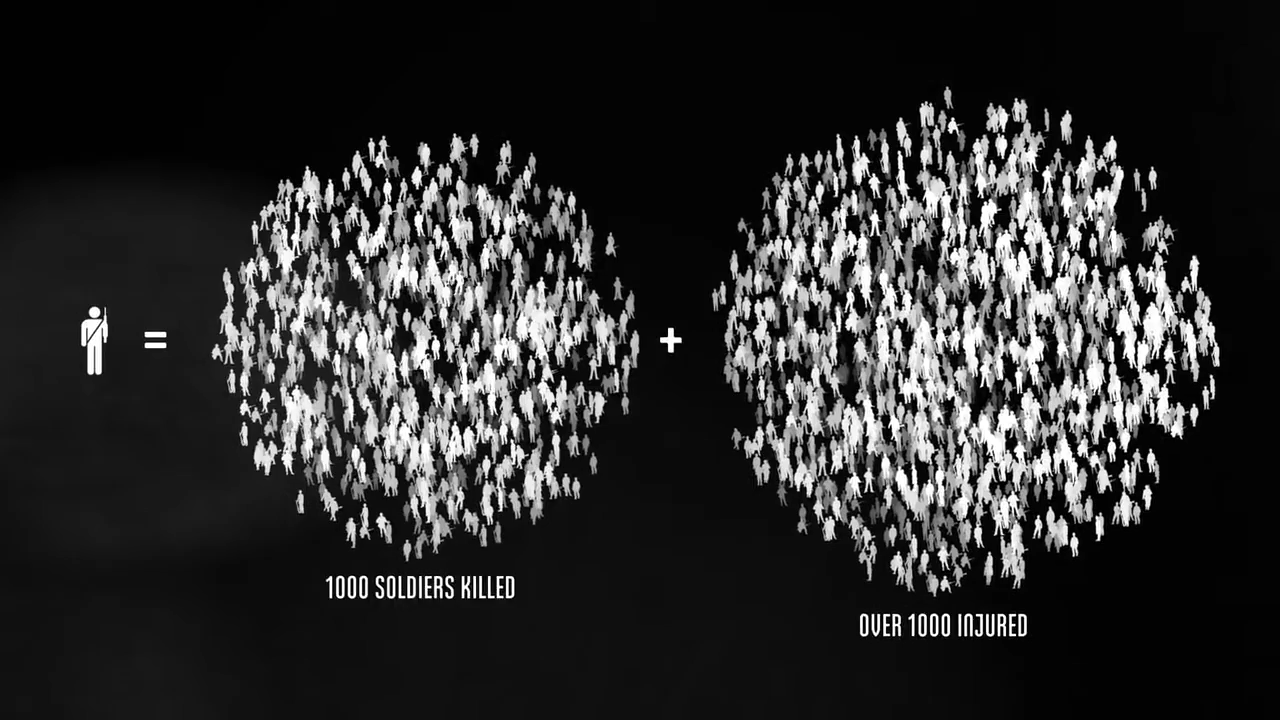 =
+
1000 SOLDIERS KILLED
OVER 1000 INJURED